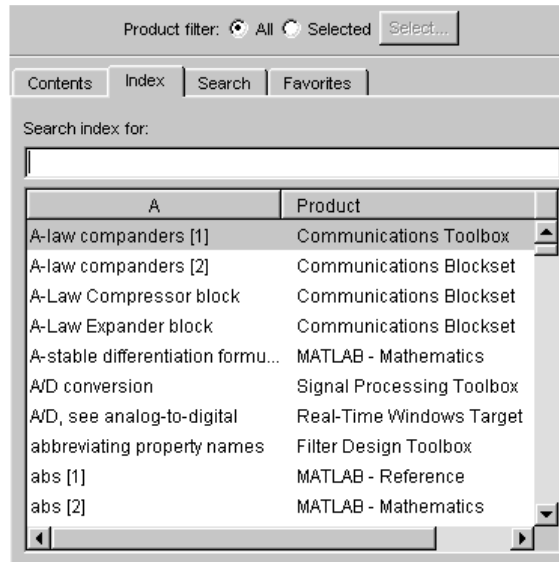 Product filter: All Selected Select...
Contents Index Search Favorites
Search index for:
A Product
A-law companders [1] Communications Toolbox
A-law companders [2] Communications Blockset
A-Law Compressor block Communications Blockset
A-Law Expander block Communications Blockset
A-stable differentiation formu... MATLAB - Mathematics
A/D conversion Signal Processing Toolbox
A/D, see analog-to-digital Real-Time Windows Target
abbreviating property names Filter Design Toolbox
abs [1] MATLAB - Reference
abs [2] MATLAB - Mathematics